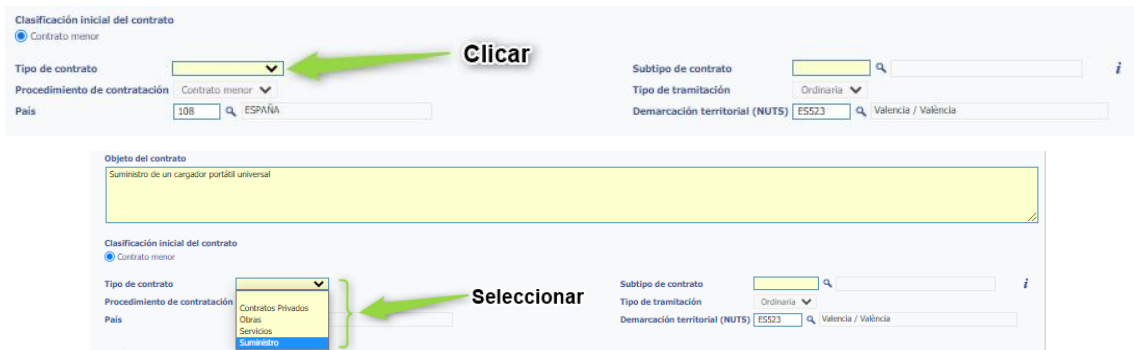 Clasificación inicial del contrato
Contrato menor
Clicar
Tipo de contrato
Subtipo de contrato
i
Procedimiento de contratación Contrato menor
Tipo de tramitación Ordinaria
País 108 ESPAÑA
Demarcación territorial (NUTS) ES523 Valencia / València
Objeto del contrato
Suministro de un cargador portátil universal
Clasificación inicial del contrato
Contrato menor
Tipo de contrato
Subtipo de contrato
i
Procedimiento de contratación
Contratos Privados
Seleccionar
Tipo de tramitación Ordinaria
País
Obras
Servicios
Suministro
Demarcación territorial (NUTS) ES523 Valencia / València